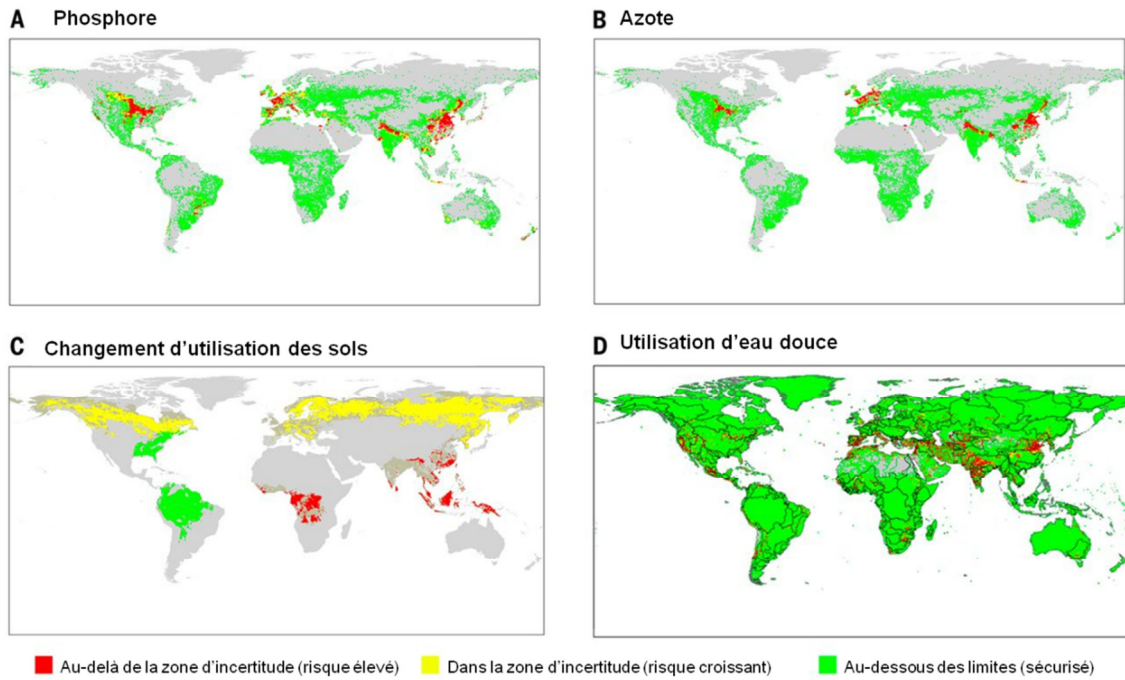 A Phosphore
B Azote
C Changement d'utilisation des sols
D Utilisation d'eau douce
Au-delà de la zone d'incertitude (risque élevé)
Dans la zone d'incertitude (risque croissant)
Au-dessous des limites (sécurisé)